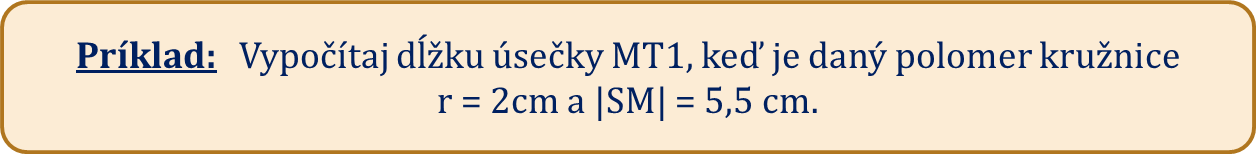 Príklad: Vypočítaj dĺžku úsečky MT1, keď je daný polomer kružnice
r = 2cm a |SM| = 5,5 cm.